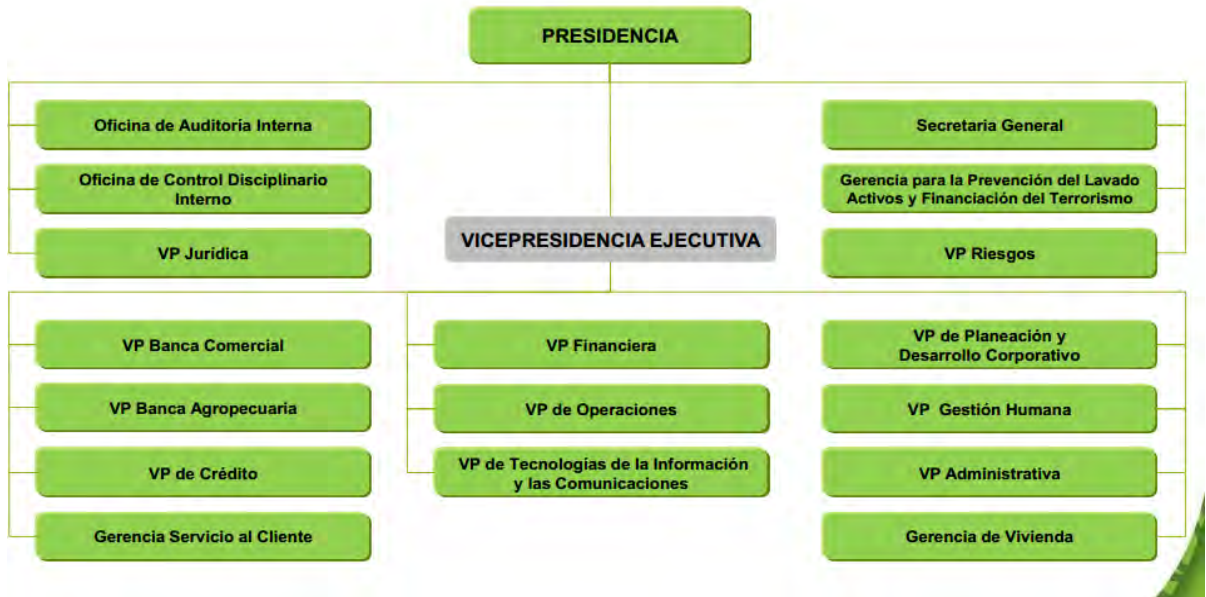 PRESIDENCIA
Oficina de Auditoría Interna
Oficina de Control Disciplinario
Interno
VP Jurídica
Secretaria General
Gerencia para la Prevención del Lavado
Activos y Financiación del Terrorismo
VP Riesgos
VICEPRESIDENCIA EJECUTIVA
VP Banca Comercial
VP Banca Agropecuaria
VP de Crédito
Gerencia Servicio al Cliente
VP Financiera
VP de Operaciones
VP de Tecnologías de la Información
y las Comunicaciones
VP de Planeación y
Desarrollo Corporativo
VP Gestión Humana
VP Administrativa
Gerencia de Vivienda